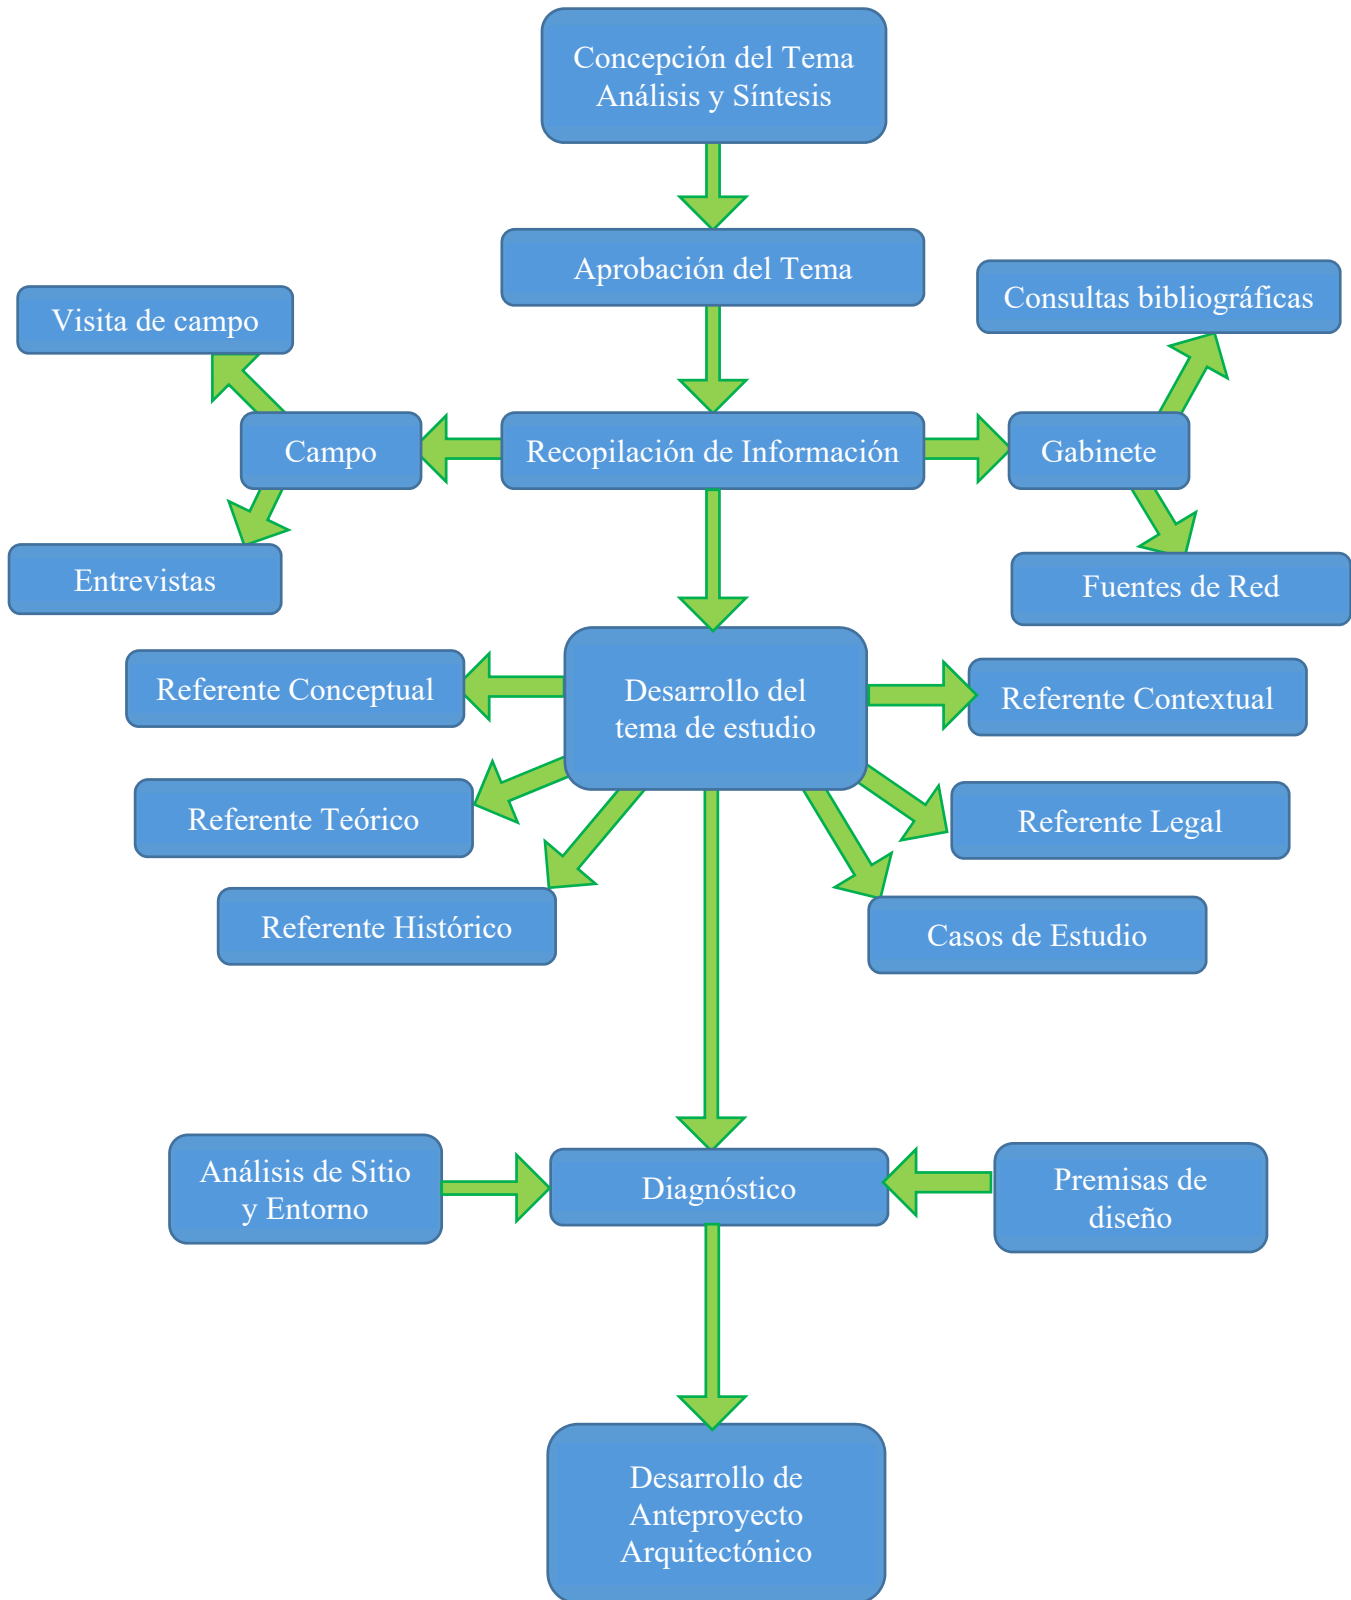 Concepción del Tema
Análisis y Síntesis
Aprobación del Tema
Consultas bibliográficas
Visita de campo
Campo
Recopilación de Información
Gabinete
Entrevistas
Fuentes de Red
Referente Conceptual
Desarrollo del
tema de estudio
Referente Contextual
Referente Teórico
Referente Legal
Referente Histórico
Casos de Estudio
Análisis de Sitio
y Entorno
Diagnóstico
Premisas de
diseño
Desarrollo de
Anteproyecto
Arquitectónico